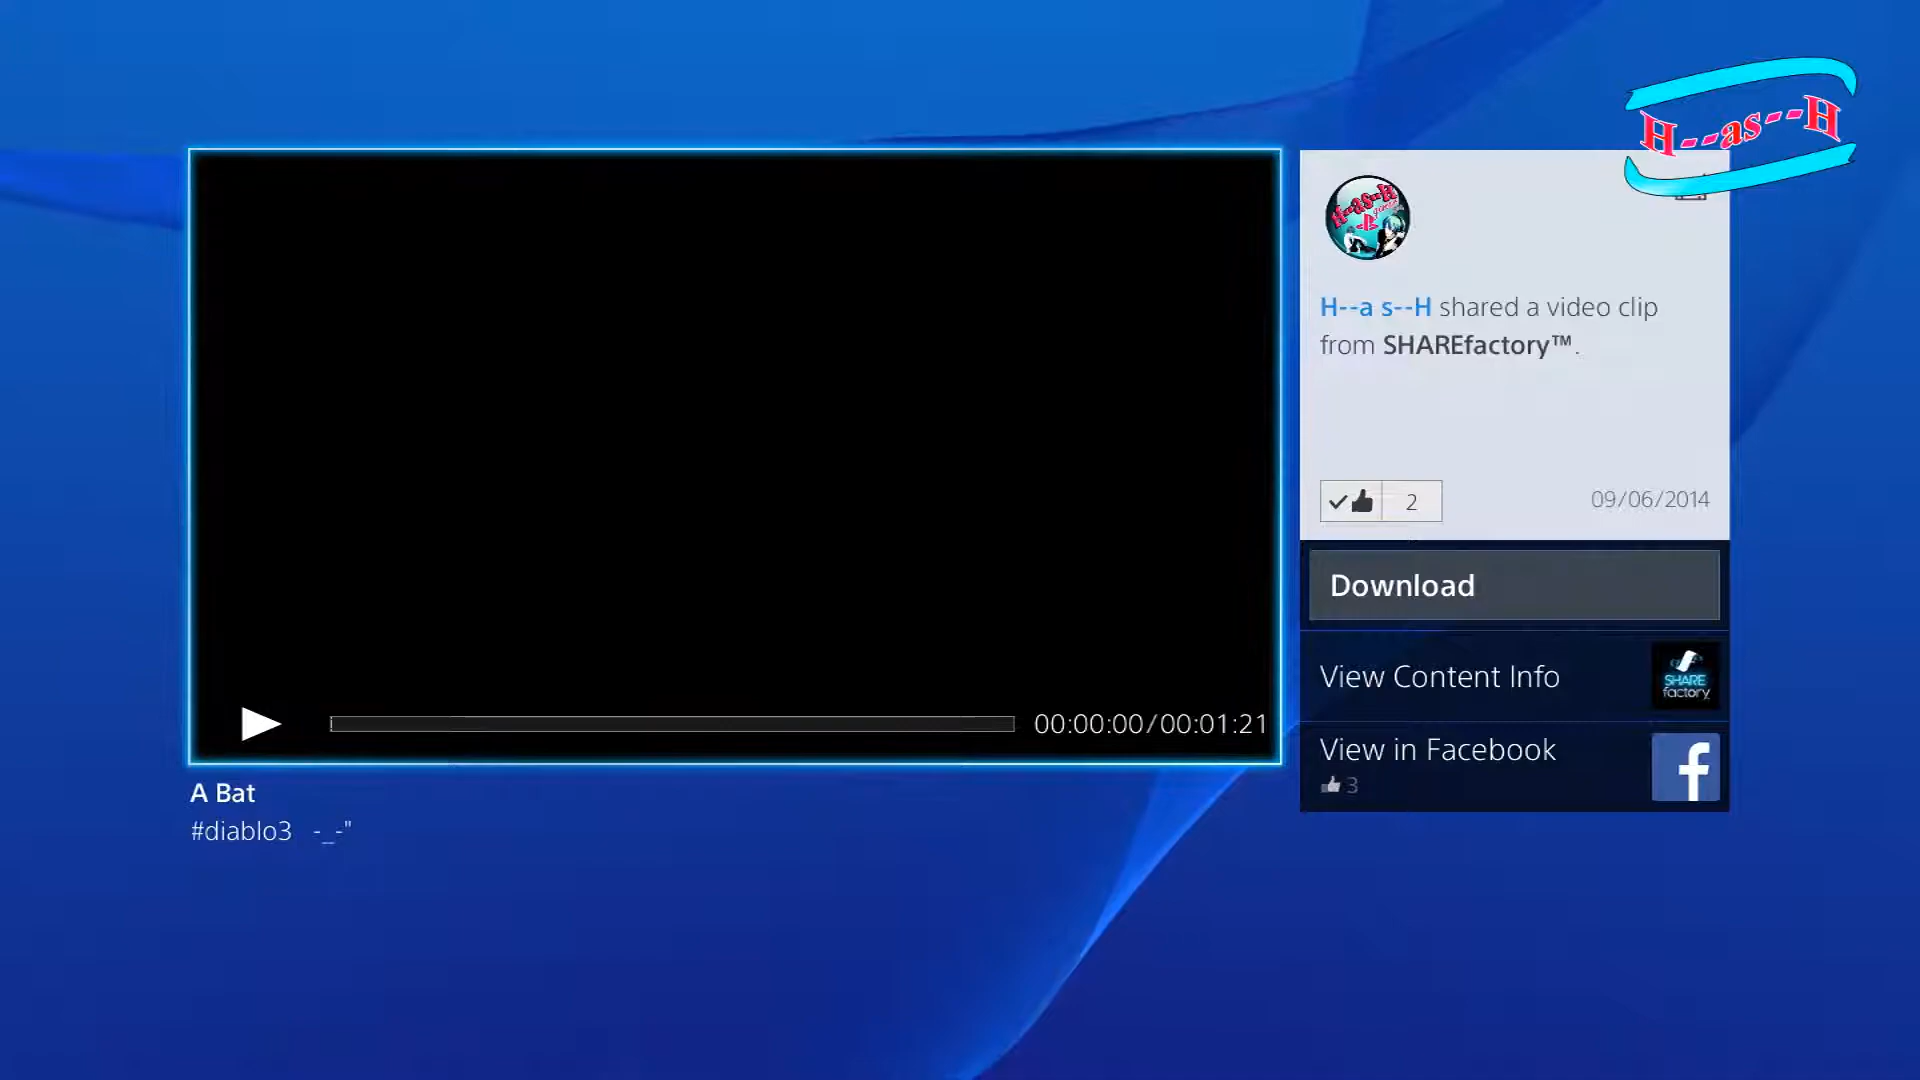 H--as--H
H--as--H
H--a s--H shared a video clip
from SHAREfactory™.
2
09/06/2014
Download
View Content Info
SHARE
factory
View in Facebook
3
f
00:00:00/00:01:21
A Bat
#diablo3 -_-"